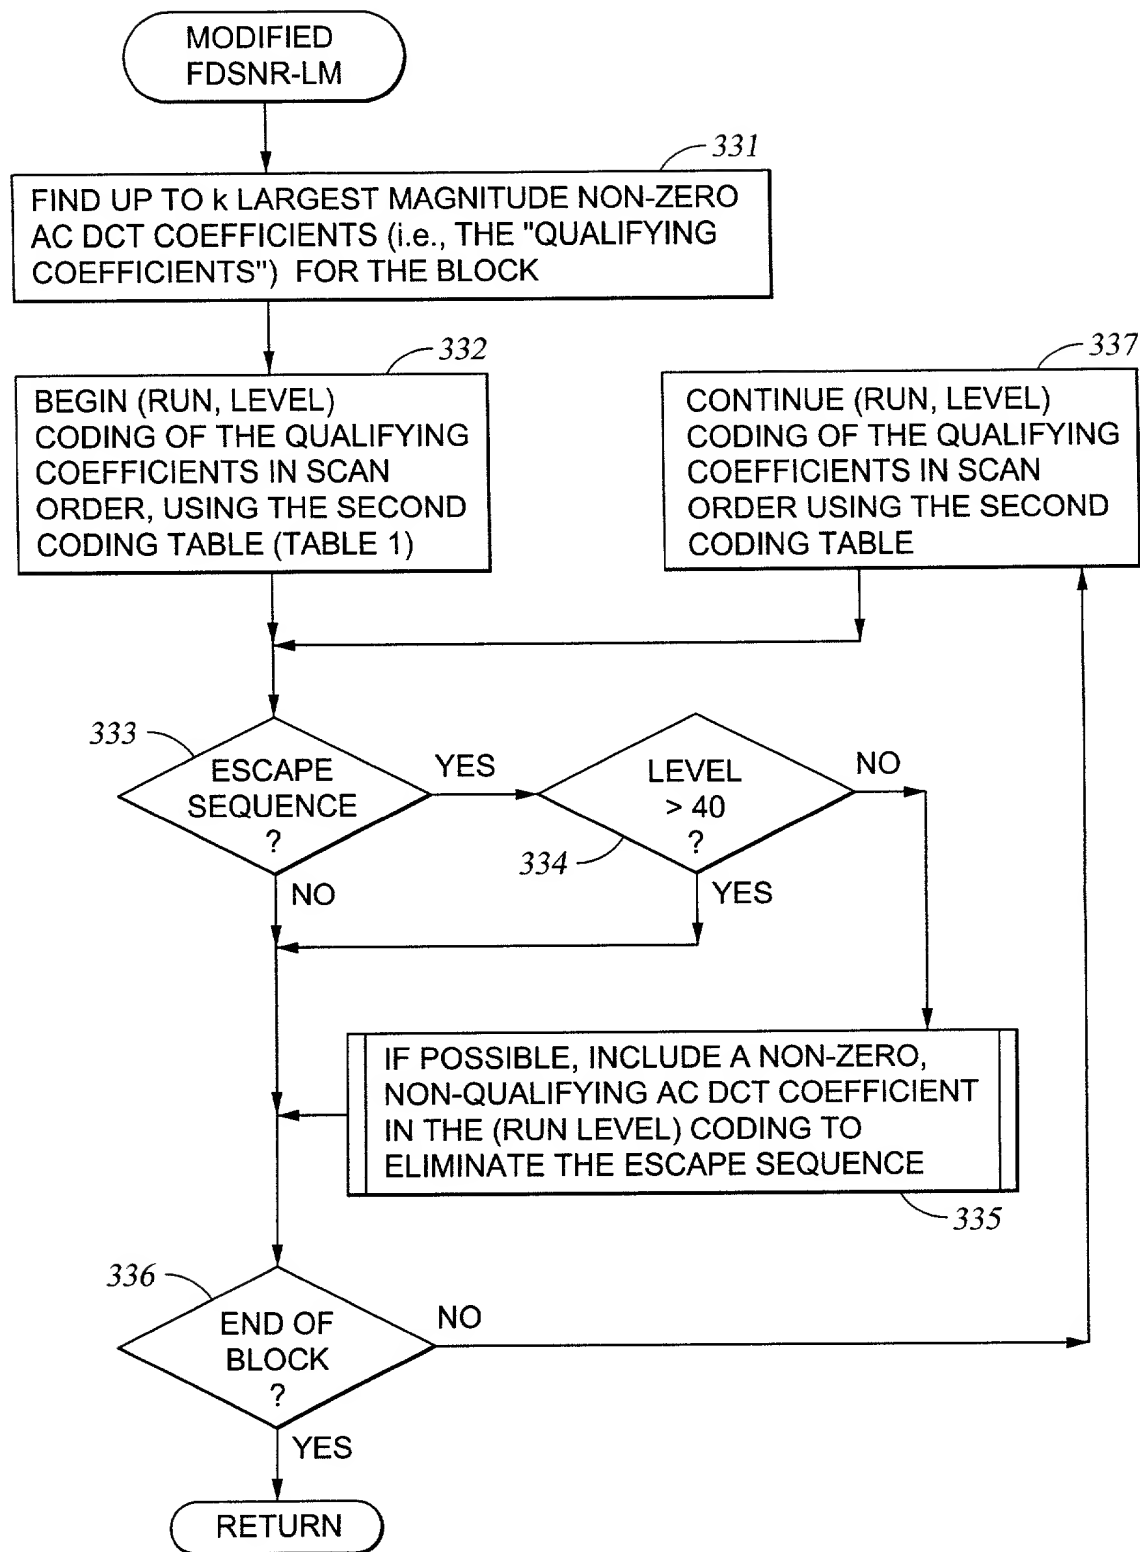 MODIFIED
FDSNR-LM
331
FIND UP TO k LARGEST MAGNITUDE NON-ZERO
AC DCT COEFFICIENTS (i.e., THE "QUALIFYING
COEFFICIENTS") FOR THE BLOCK
332
BEGIN (RUN, LEVEL)
CODING OF THE QUALIFYING
COEFFICIENTS IN SCAN
ORDER, USING THE SECOND
CODING TABLE (TABLE 1)
337
CONTINUE (RUN, LEVEL)
CODING OF THE QUALIFYING
COEFFICIENTS IN SCAN
ORDER USING THE SECOND
CODING TABLE
333
ESCAPE
SEQUENCE
?
YES
NO
334
LEVEL
> 40
?
NO
YES
IF POSSIBLE, INCLUDE A NON-ZERO,
NON-QUALIFYING AC DCT COEFFICIENT
IN THE (RUN LEVEL) CODING TO
ELIMINATE THE ESCAPE SEQUENCE
335
336
END OF
BLOCK
?
NO
YES
RETURN